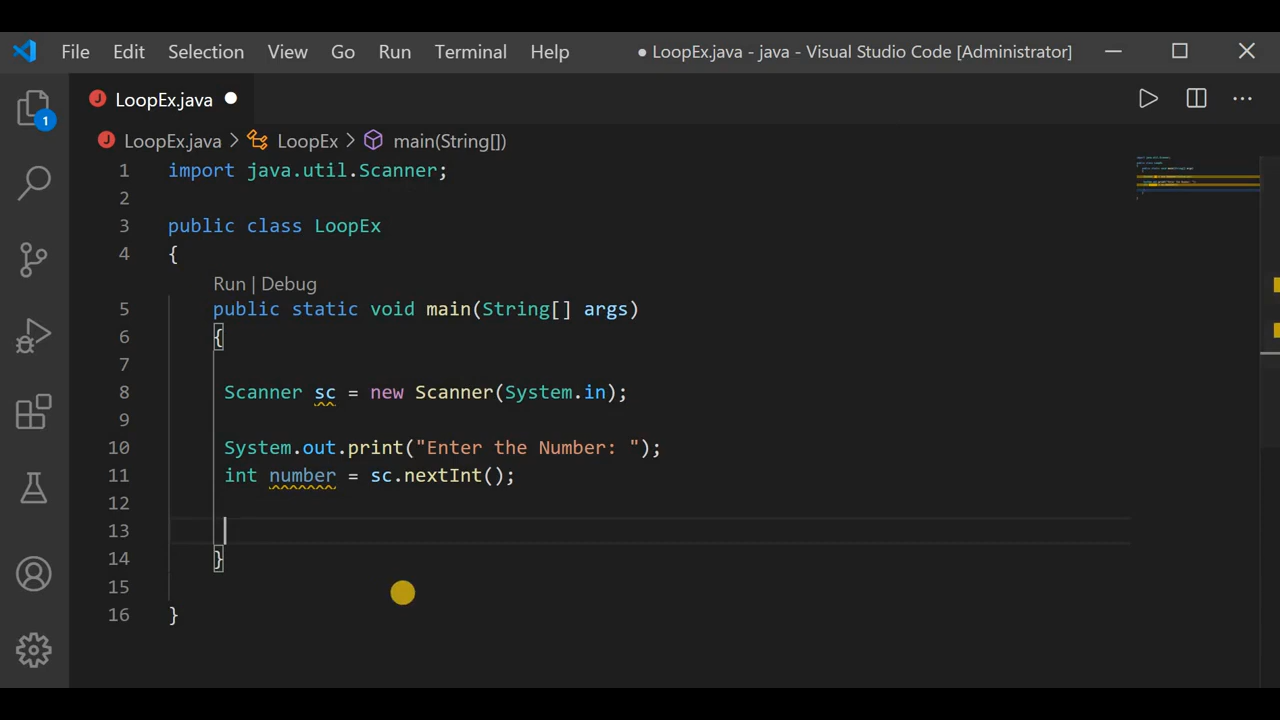 File Edit Selection View Go Run Terminal Help ● LoopEx.java - java - Visual Studio Code [Administrator]
1
J LoopEx.java ●
J LoopEx.java > LoopEx > main(String[])
1 import java.util.Scanner;
2
3 public class LoopEx
4 {
Run | Debug
5 public static void main(String[] args)
6 {
7
8 Scanner sc = new Scanner(System.in);
9
10 System.out.print("Enter the Number: ");
11 int number = sc.nextInt();
12
13
14 }
15
16 }